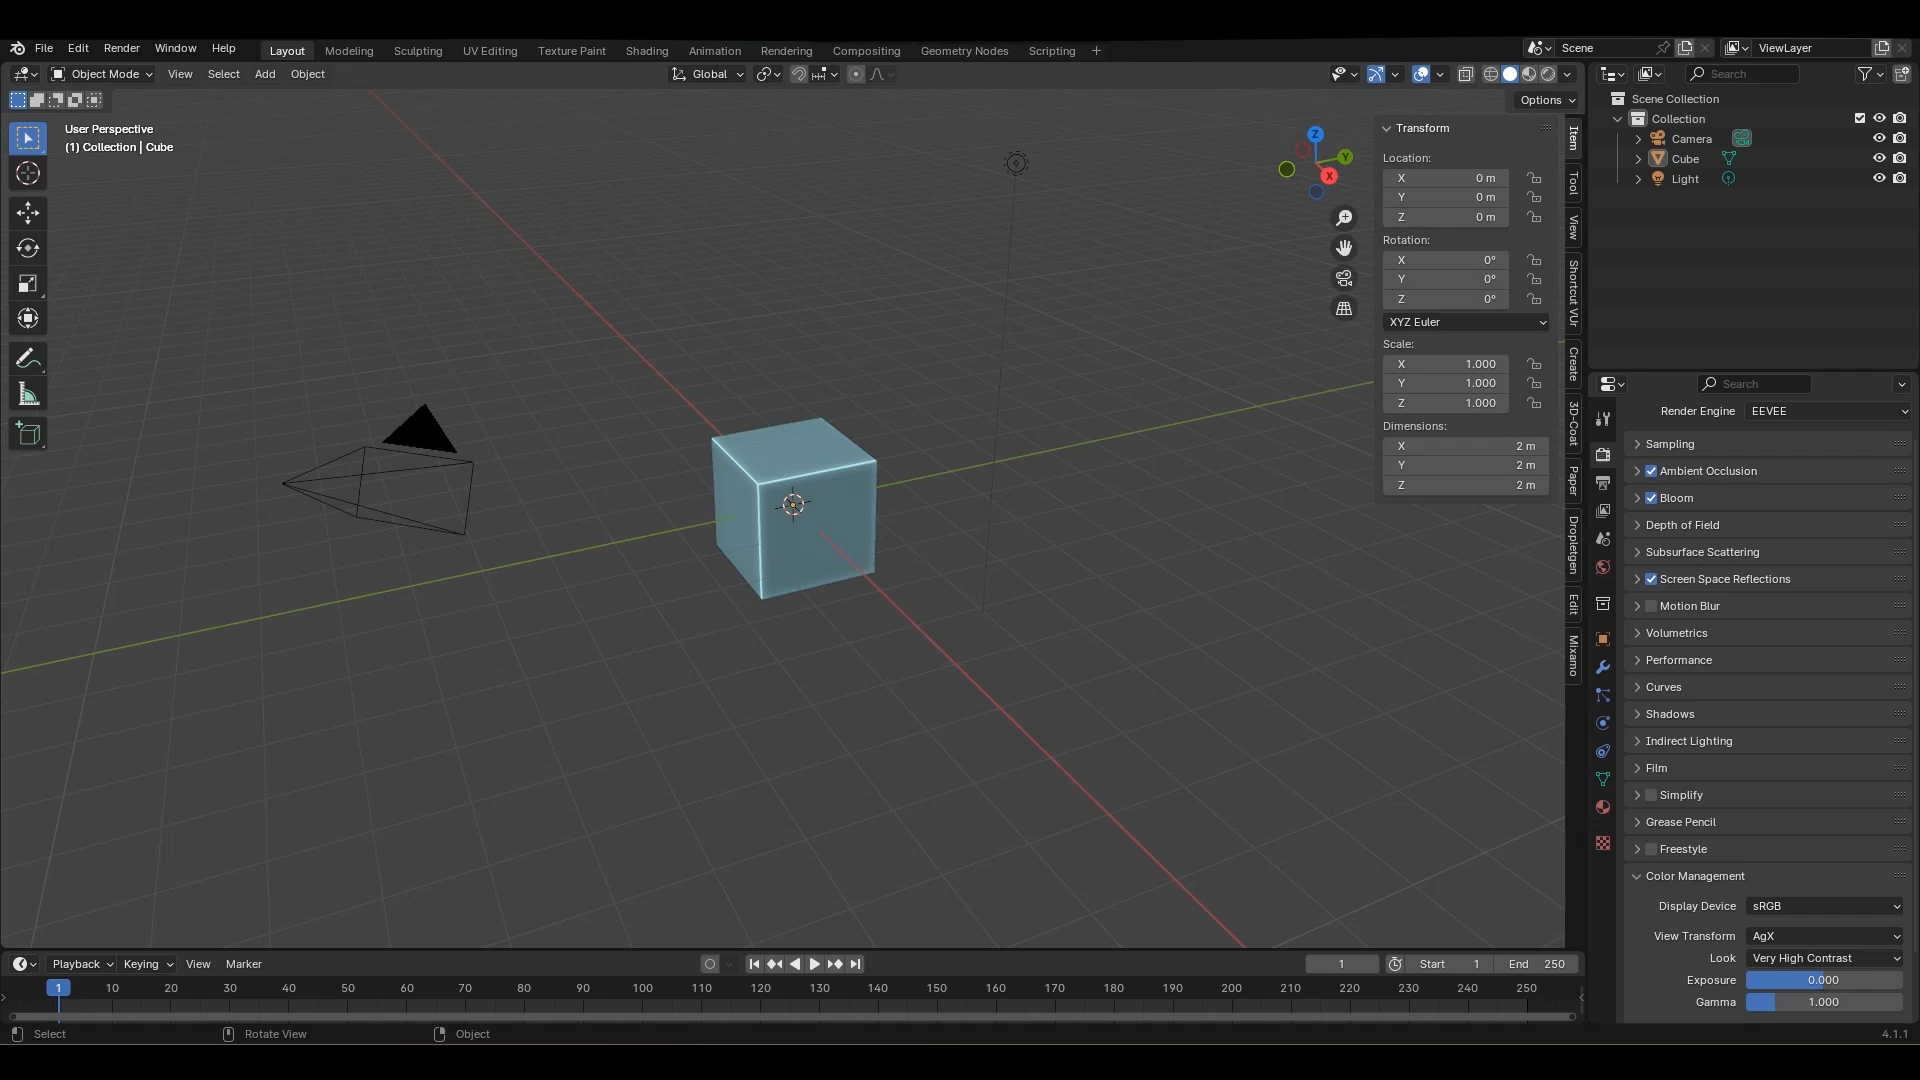 File Edit Render Window Help Layout Modeling Sculpting UV Editing Texture Paint Shading Animation Rendering Compositing Geometry Nodes Scripting + Scene ViewLayer
Object Mode View Select Add Object Global Search
Options
User Perspective
(1) Collection | Cube
Z
Y
X
Transform
Location:
X 0 m
Y 0 m
Z 0 m
Rotation:
X 0°
Y 0°
Z 0°
XYZ Euler
Scale:
X 1.000
Y 1.000
Z 1.000
Dimensions:
X 2 m
Y 2 m
Z 2 m
Item
Tool
View
Shortcut VUr
Create
3D-Coat
Paper
Dropletgen
Edit
Mixamo
Scene Collection
Collection
Camera
Cube
Light
Search
Render Engine EEVEE
Sampling
Ambient Occlusion
Bloom
Depth of Field
Subsurface Scattering
Screen Space Reflections
Motion Blur
Volumetrics
Performance
Curves
Shadows
Indirect Lighting
Film
Simplify
Grease Pencil
Freestyle
Color Management
Display Device sRGB
View Transform AgX
Look Very High Contrast
Exposure 0.000
Gamma 1.000
Playback Keying View Marker 1 Start 1 End 250
1 10 20 30 40 50 60 70 80 90 100 110 120 130 140 150 160 170 180 190 200 210 220 230 240 250
Select Rotate View Object 4.1.1